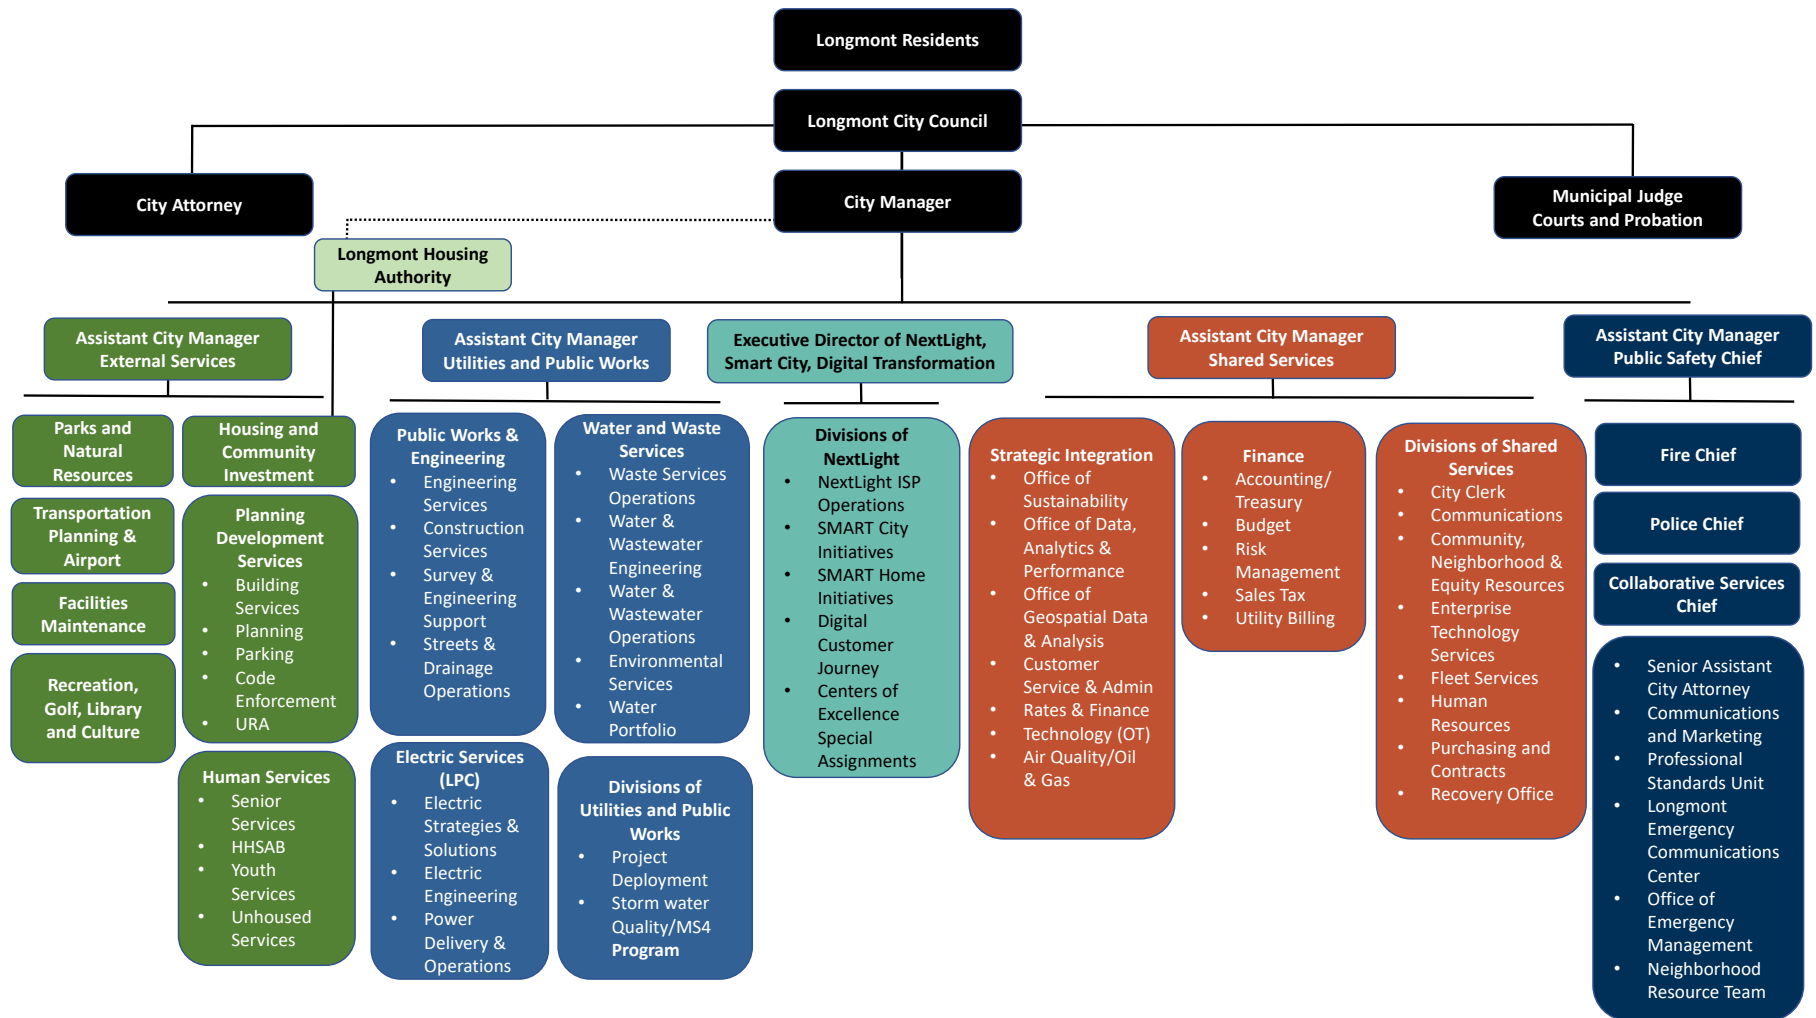 Longmont Residents
Longmont City Council
City Attorney
City Manager
Municipal Judge
Courts and Probation
Longmont Housing
Authority
Assistant City Manager
External Services
Assistant City Manager
Utilities and Public Works
Executive Director of NextLight,
Smart City, Digital Transformation
Assistant City Manager
Shared Services
Assistant City Manager
Public Safety Chief
Parks and
Natural
Resources
Transportation
Planning &
Airport
Facilities
Maintenance
Recreation,
Golf, Library
and Culture
Housing and
Community
Investment
Planning
Development
Services
• Building
Services
• Planning
• Parking
• Code
Enforcement
• URA
Human Services
• Senior
Services
• HHSAB
• Youth
Services
• Unhoused
Services
Public Works &
Engineering
• Engineering
Services
• Construction
Services
• Survey &
Engineering
Support
• Streets &
Drainage
Operations
Electric Services
(LPC)
• Electric
Strategies &
Solutions
• Electric
Engineering
• Power
Delivery &
Operations
Water and Waste
Services
• Waste Services
Operations
• Water &
Wastewater
Engineering
• Water &
Wastewater
Operations
• Environmental
Services
• Water
Portfolio
Divisions of
Utilities and Public
Works
• Project
Deployment
• Storm water
Quality/MS4
Program
Divisions of
NextLight
• NextLight ISP
Operations
• SMART City
Initiatives
• SMART Home
Initiatives
• Digital
Customer
Journey
• Centers of
Excellence
Special
Assignments
Strategic Integration
• Office of
Sustainability
• Office of Data,
Analytics &
Performance
• Office of
Geospatial Data
& Analysis
• Customer
Service & Admin
• Rates & Finance
• Technology (OT)
• Air Quality/Oil
& Gas
Finance
• Accounting/
Treasury
• Budget
• Risk
Management
• Sales Tax
• Utility Billing
Divisions of Shared
Services
• City Clerk
• Communications
• Community,
Neighborhood &
Equity Resources
• Enterprise
Technology
Services
• Fleet Services
• Human
Resources
• Purchasing and
Contracts
• Recovery Office
Fire Chief
Police Chief
Collaborative Services
Chief
• Senior Assistant
City Attorney
• Communications
and Marketing
• Professional
Standards Unit
• Longmont
Emergency
Communications
Center
• Office of
Emergency
Management
• Neighborhood
Resource Team